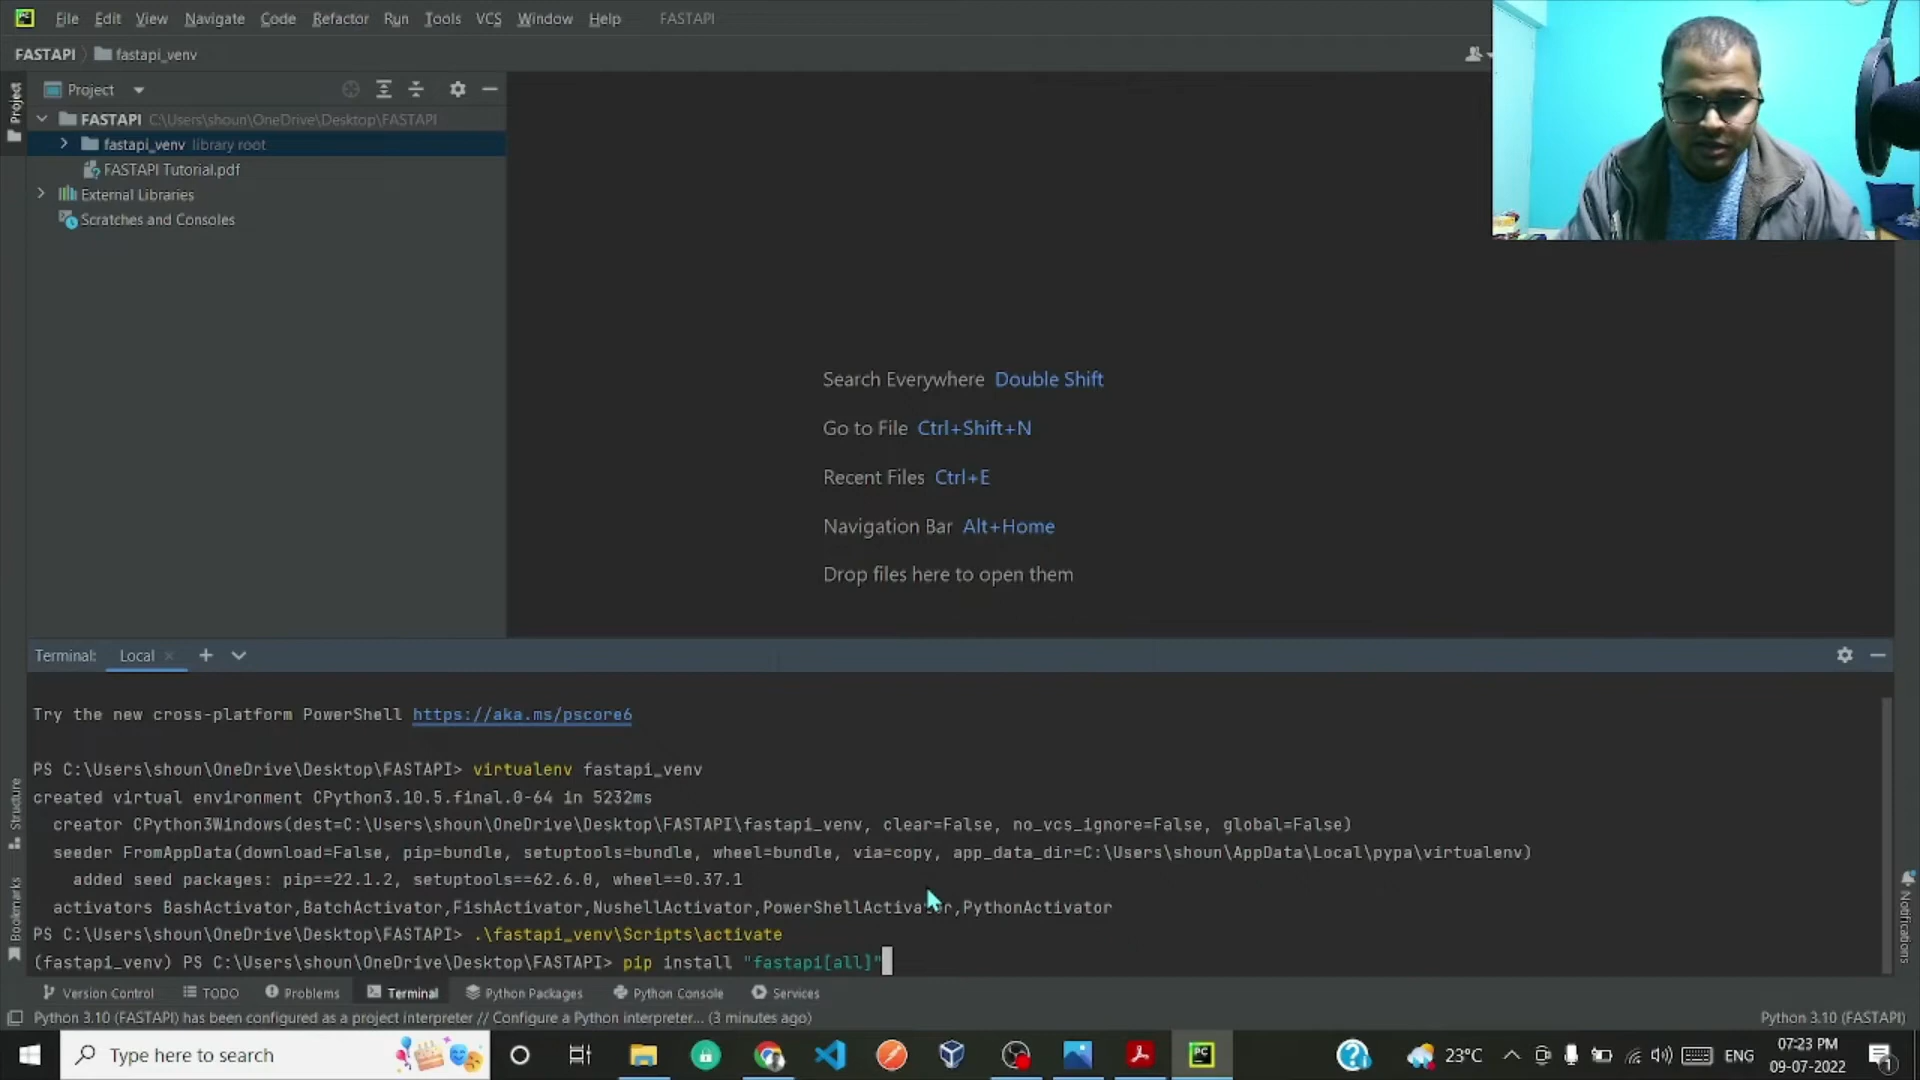 File Edit View Navigate Code Refactor Run Tools VCS Window Help FASTAPI
FASTAPI fastapi_venv
Project
Project
FASTAPI C:\Users\shoun\OneDrive\Desktop\FASTAPI
fastapi_venv library root
FASTAPI Tutorial.pdf
External Libraries
Scratches and Consoles
Search Everywhere Double Shift
Go to File Ctrl+Shift+N
Recent Files Ctrl+E
Navigation Bar Alt+Home
Drop files here to open them
Terminal: Local
Try the new cross-platform PowerShell https://aka.ms/pscore6
PS C:\Users\shoun\OneDrive\Desktop\FASTAPI> virtualenv fastapi_venv
created virtual environment CPython3.10.5.final.0-64 in 5232ms
creator CPython3Windows(dest=C:\Users\shoun\OneDrive\Desktop\FASTAPI\fastapi_venv, clear=False, no_vcs_ignore=False, global=False)
seeder FromAppData(download=False, pip=bundle, setuptools=bundle, wheel=bundle, via=copy, app_data_dir=C:\Users\shoun\AppData\Local\pypa\virtualenv)
added seed packages: pip==22.1.2, setuptools==62.6.0, wheel==0.37.1
activators BashActivator,BatchActivator,FishActivator,NushellActivator,PowerShellActivator,PythonActivator
PS C:\Users\shoun\OneDrive\Desktop\FASTAPI> .\fastapi_venv\Scripts\activate
(fastapi_venv) PS C:\Users\shoun\OneDrive\Desktop\FASTAPI> pip install "fastapi[all]"
Structure
Bookmarks
Notifications
Version Control TODO Problems Terminal Python Packages Python Console Services
Python 3.10 (FASTAPI) has been configured as a project interpreter // Configure a Python interpreter... (3 minutes ago)
Python 3.10 (FASTAPI)
Type here to search
PC
23°C
ENG
07:23 PM
09-07-2022
1